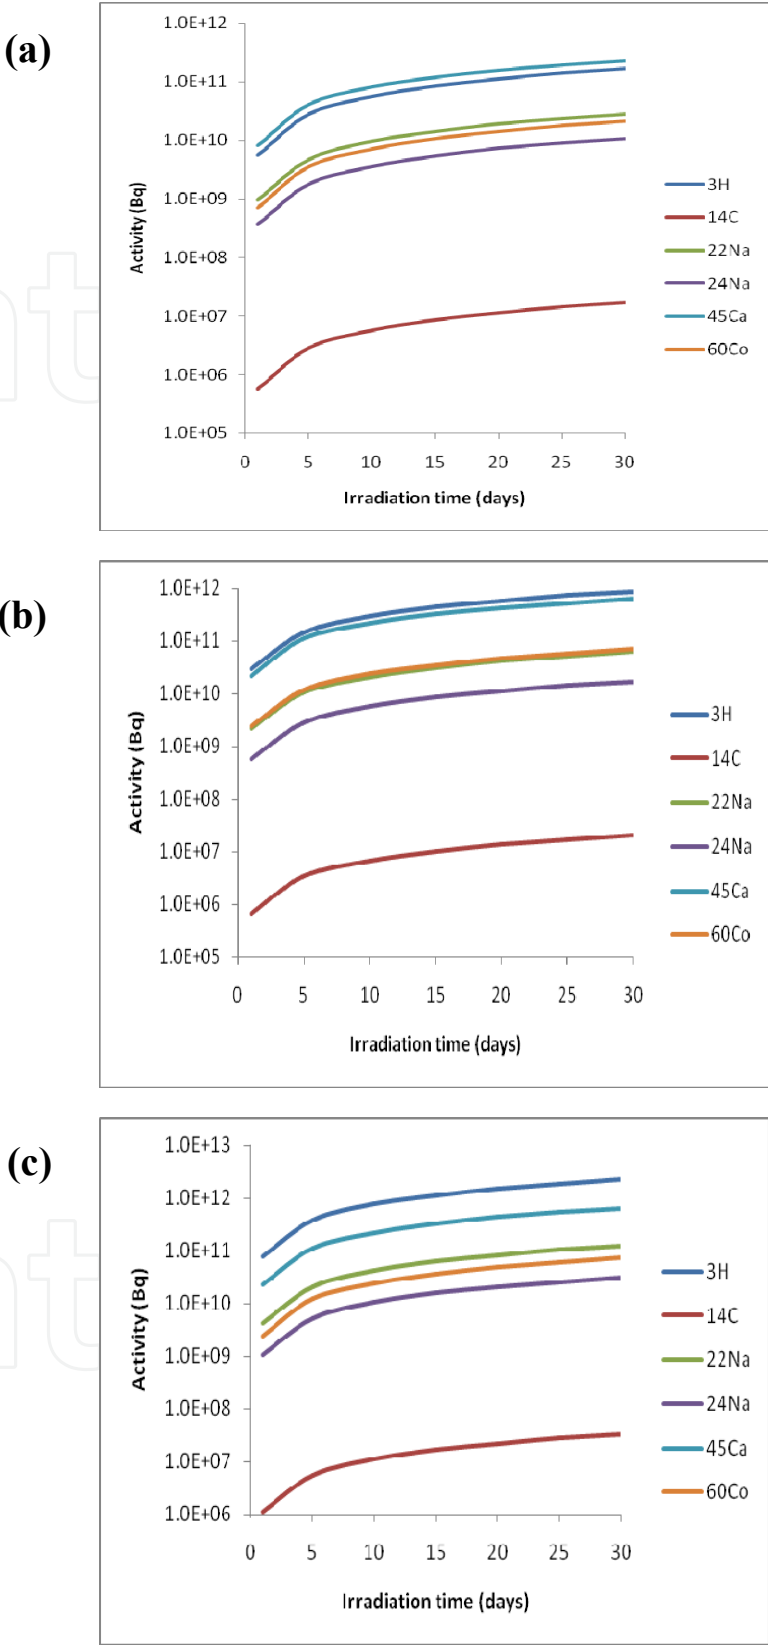 (a)
1.0E+12
1.0E+11
1.0E+10
1.0E+09
1.0E+08
1.0E+07
1.0E+06
1.0E+05
Activity (Bq)
0 5 10 15 20 25 30
Irradiation time (days)
3H
14C
22Na
24Na
45Ca
60Co
(b)
1.0E+12
1.0E+11
1.0E+10
1.0E+09
1.0E+08
1.0E+07
1.0E+06
1.0E+05
Activity (Bq)
0 5 10 15 20 25 30
Irradiation time (days)
3H
14C
22Na
24Na
45Ca
60Co
(c)
1.0E+13
1.0E+12
1.0E+11
1.0E+10
1.0E+09
1.0E+08
1.0E+07
1.0E+06
Activity (Bq)
0 5 10 15 20 25 30
Irradiation time (days)
3H
14C
22Na
24Na
45Ca
60Co